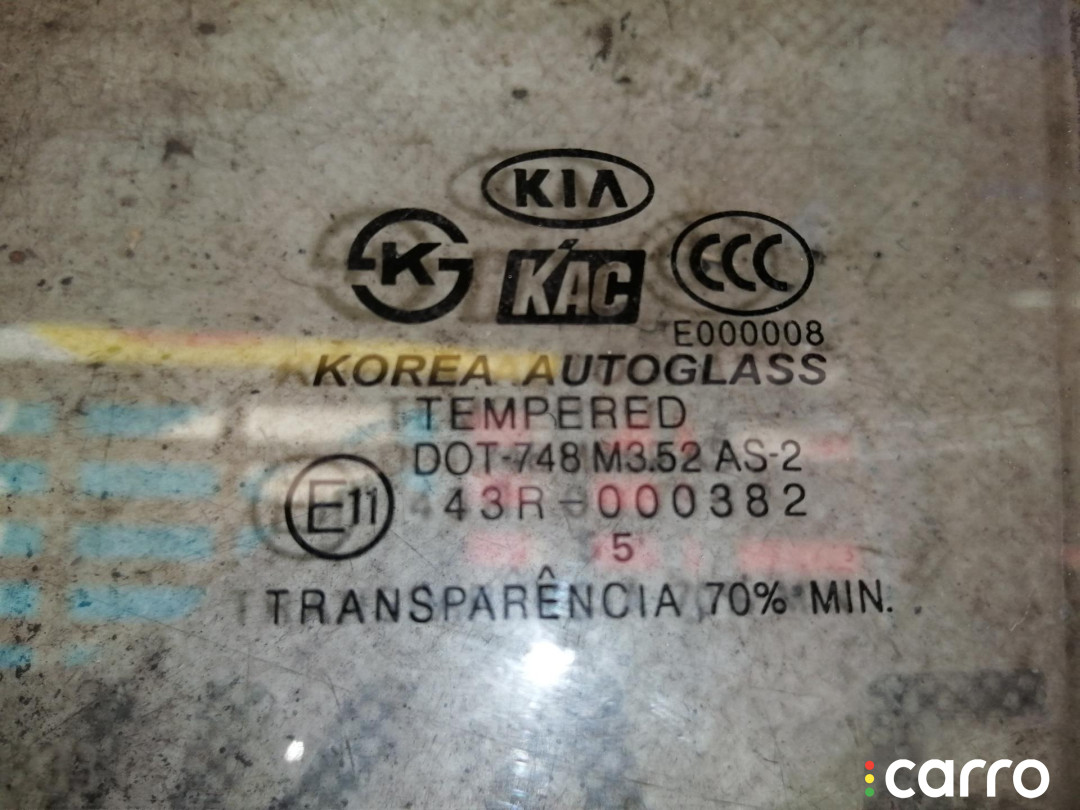 KIA
K
KAC
CCC
E000008
KOREA AUTOGLASS
TEMPERED
DOT-748 M3.52 AS-2
E11 43R-000382
5
TRANSPARÊNCIA 70% MIN.
carro